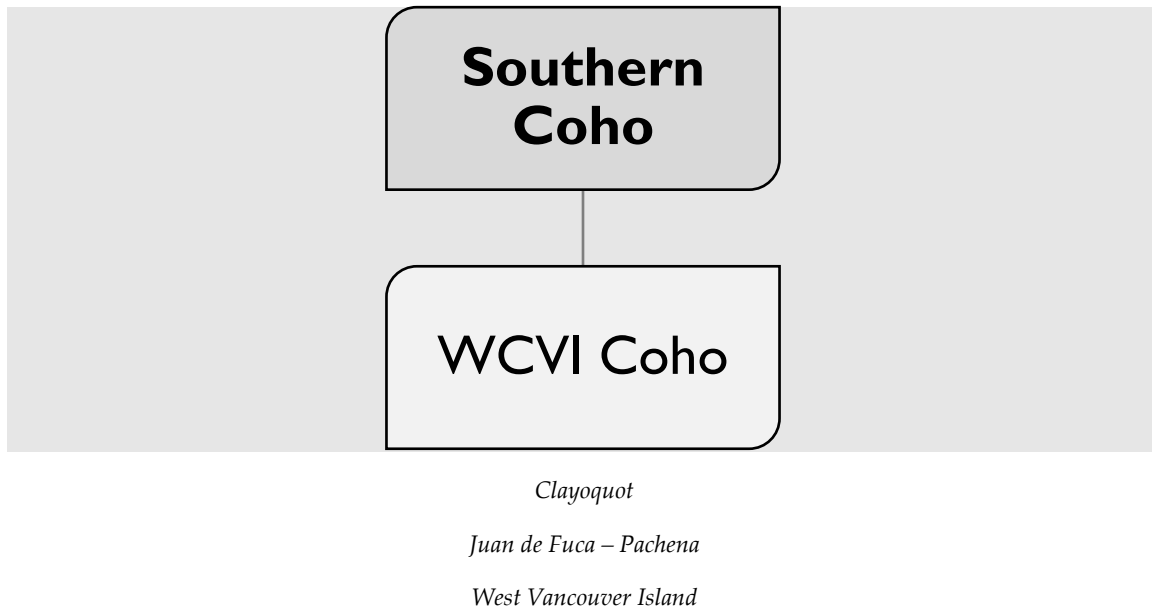 Southern
Coho
WCVI Coho
Clayoquot
Juan de Fuca – Pachena
West Vancouver Island